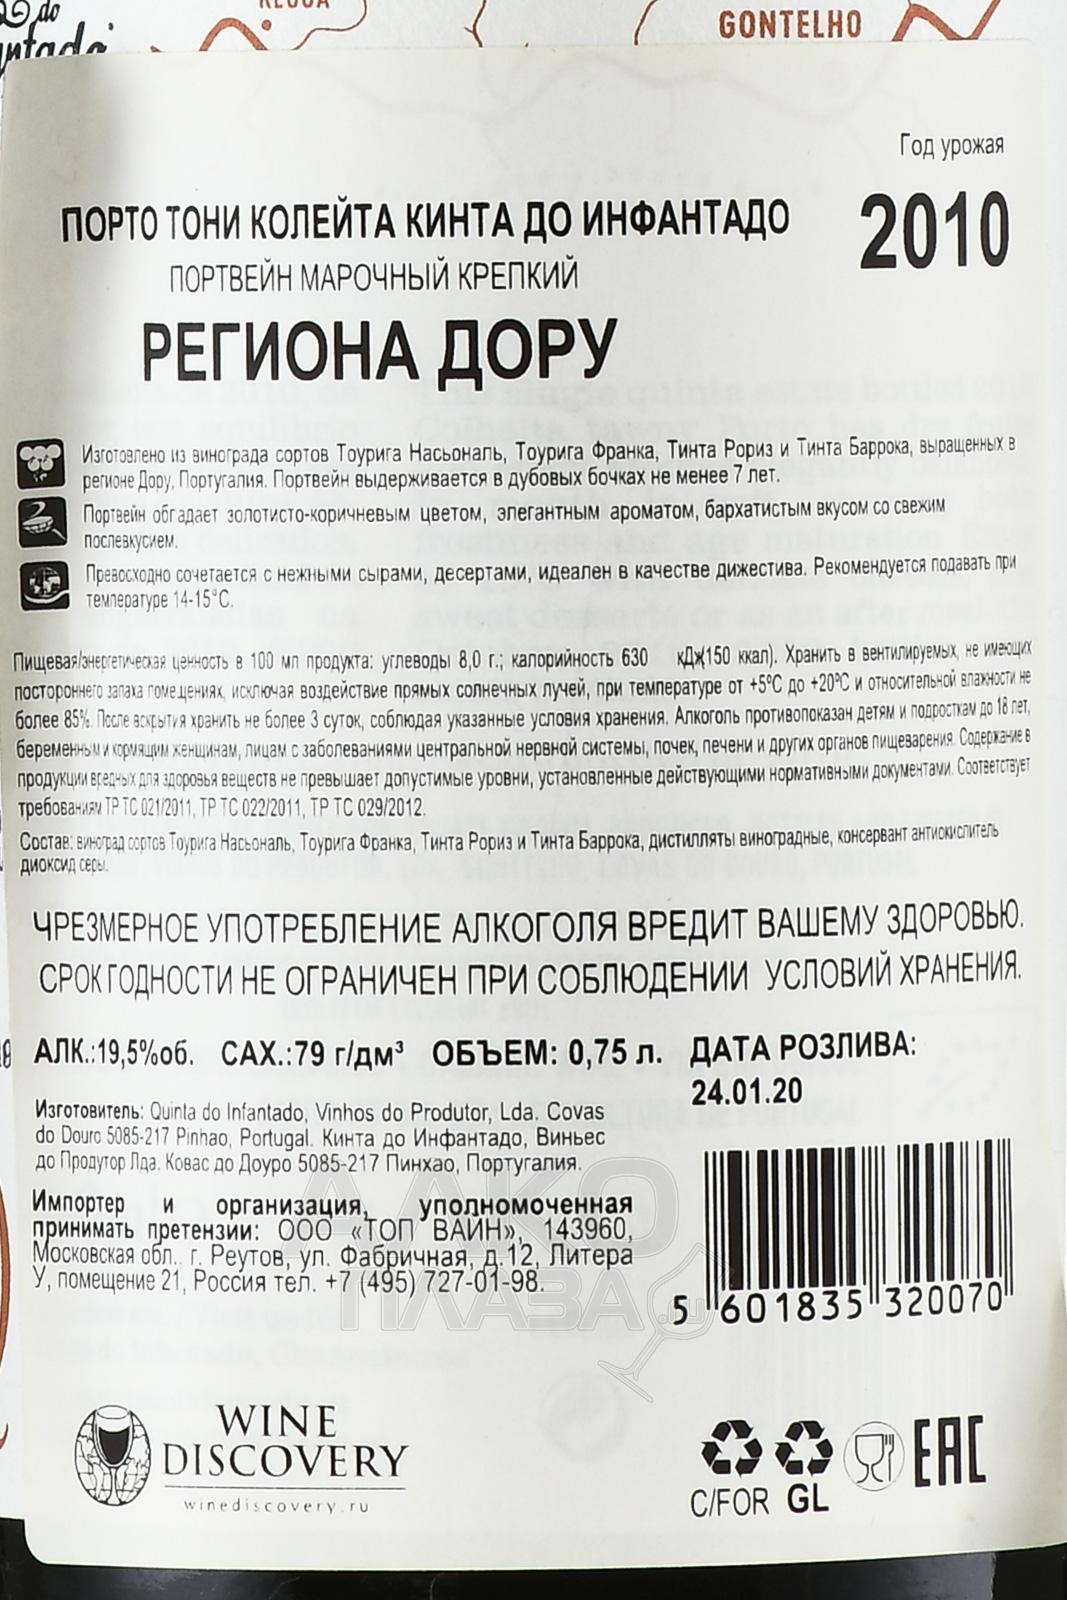 do
GONTELHO
Год урожая
2010
ПОРТО ТОНИ КОЛЕЙТА КИНТА ДО ИНФАНТАДО
ПОРТВЕЙН МАРОЧНЫЙ КРЕПКИЙ
РЕГИОНА ДОРУ
Изготовлено из винограда сортов Тоурига Насьональ, Тоурига Франка, Тинта Рориз и Тинта Баррока, выращенных в
регионе Дору, Португалия. Портвейн выдерживается в дубовых бочках не менее 7 лет.
Портвейн обладает золотисто-коричневым цветом, элегантным ароматом, бархатистым вкусом со свежим
послевкусием.
Превосходно сочетается с нежными сырами, десертами, идеален в качестве дижестива. Рекомендуется подавать при
температуре 14-15°С.
Пищевая/энергетическая ценность в 100 мл продукта: углеводы 8,0 г.; калорийность 630 кДж(150 ккал). Хранить в вентилируемых, не имеющих
постороннего запаха помещениях, исключая воздействие прямых солнечных лучей, при температуре от +5°С до +20°С и относительной влажности не
более 85%. После вскрытия хранить не более 3 суток, соблюдая указанные условия хранения. Алкоголь противопоказан детям и подросткам до 18 лет,
беременным и кормящим женщинам, лицам с заболеваниями центральной нервной системы, почек, печени и других органов пищеварения. Содержание в
продукции вредных для здоровья веществ не превышает допустимые уровни, установленные действующими нормативными документами. Соответствует
требованиям ТР ТС 021/2011, ТР ТС 022/2011, ТР ТС 029/2012.
Состав: виноград сортов Тоурига Насьональ, Тоурига Франка, Тинта Рориз и Тинта Баррока, дистилляты виноградные, консервант антиокислитель
диоксид серы.
ЧРЕЗМЕРНОЕ УПОТРЕБЛЕНИЕ АЛКОГОЛЯ ВРЕДИТ ВАШЕМУ ЗДОРОВЬЮ.
СРОК ГОДНОСТИ НЕ ОГРАНИЧЕН ПРИ СОБЛЮДЕНИИ УСЛОВИЙ ХРАНЕНИЯ.
АЛК.:19,5%об. САХ.:79 г/дм³ ОБЪЕМ: 0,75 л. ДАТА РОЗЛИВА:
24.01.20
Изготовитель: Quinta do Infantado, Vinhos do Produtor, Lda. Covas
do Douro 5085-217 Pinhao, Portugal. Кинта до Инфантадо, Виньес
до Продутор Лда. Ковас до Доуро 5085-217 Пинхао, Португалия.
Импортер и организация, уполномоченная
принимать претензии: ООО «ТОП ВАЙН», 143960,
Московская обл. г. Реутов, ул. Фабричная, д.12, Литера
У, помещение 21, Россия тел. +7 (495) 727-01-98.
5 601835 320070
АЛКО
ПЛАЗА.ru
WINE
DISCOVERY
winediscovery.ru
C/FOR GL
EAC